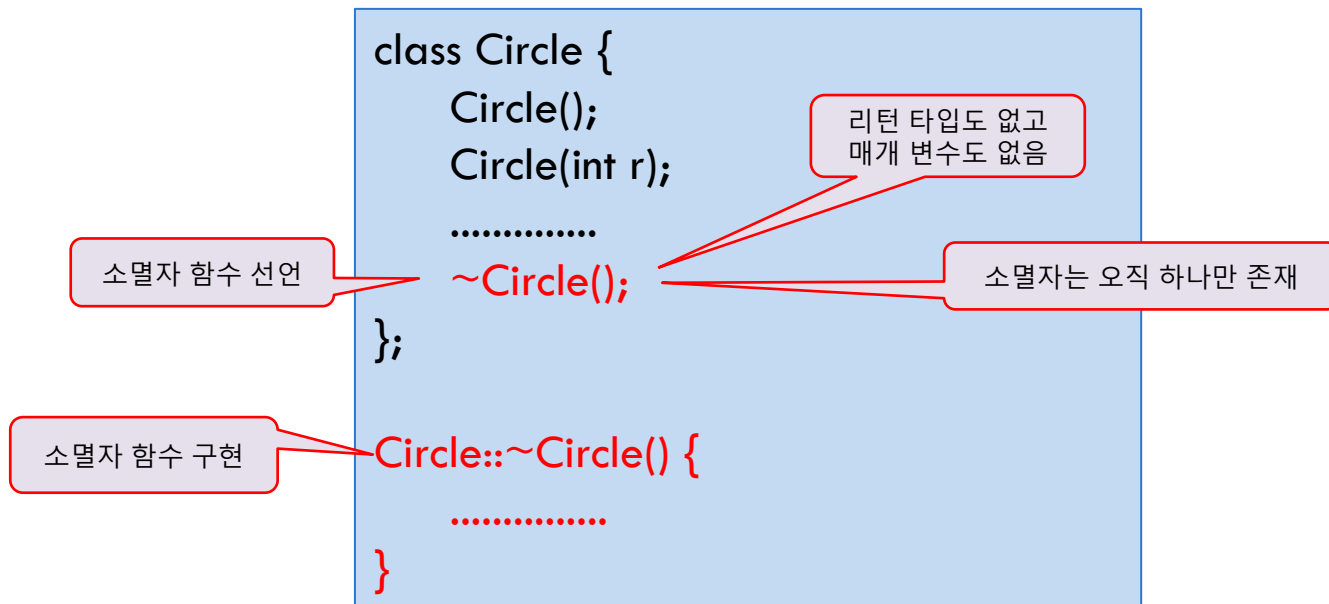 class Circle {
Circle();
Circle(int r);
..............
~Circle();
};
Circle::~Circle() {
...............
}
리턴 타입도 없고
매개 변수도 없음
소멸자 함수 선언
소멸자는 오직 하나만 존재
소멸자 함수 구현